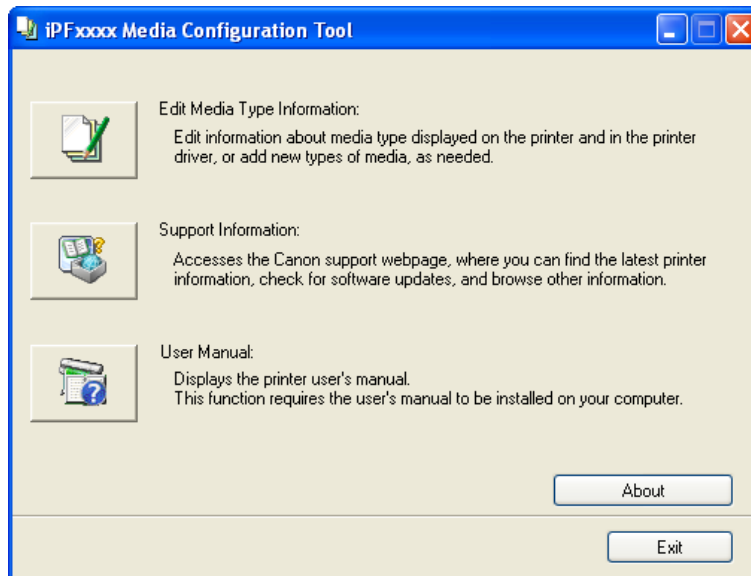 iPFxxxx Media Configuration Tool
Edit Media Type Information:
Edit information about media type displayed on the printer and in the printer
driver, or add new types of media, as needed.
Support Information:
Accesses the Canon support webpage, where you can find the latest printer
information, check for software updates, and browse other information.
User Manual:
Displays the printer user's manual.
This function requires the user's manual to be installed on your computer.
About
Exit